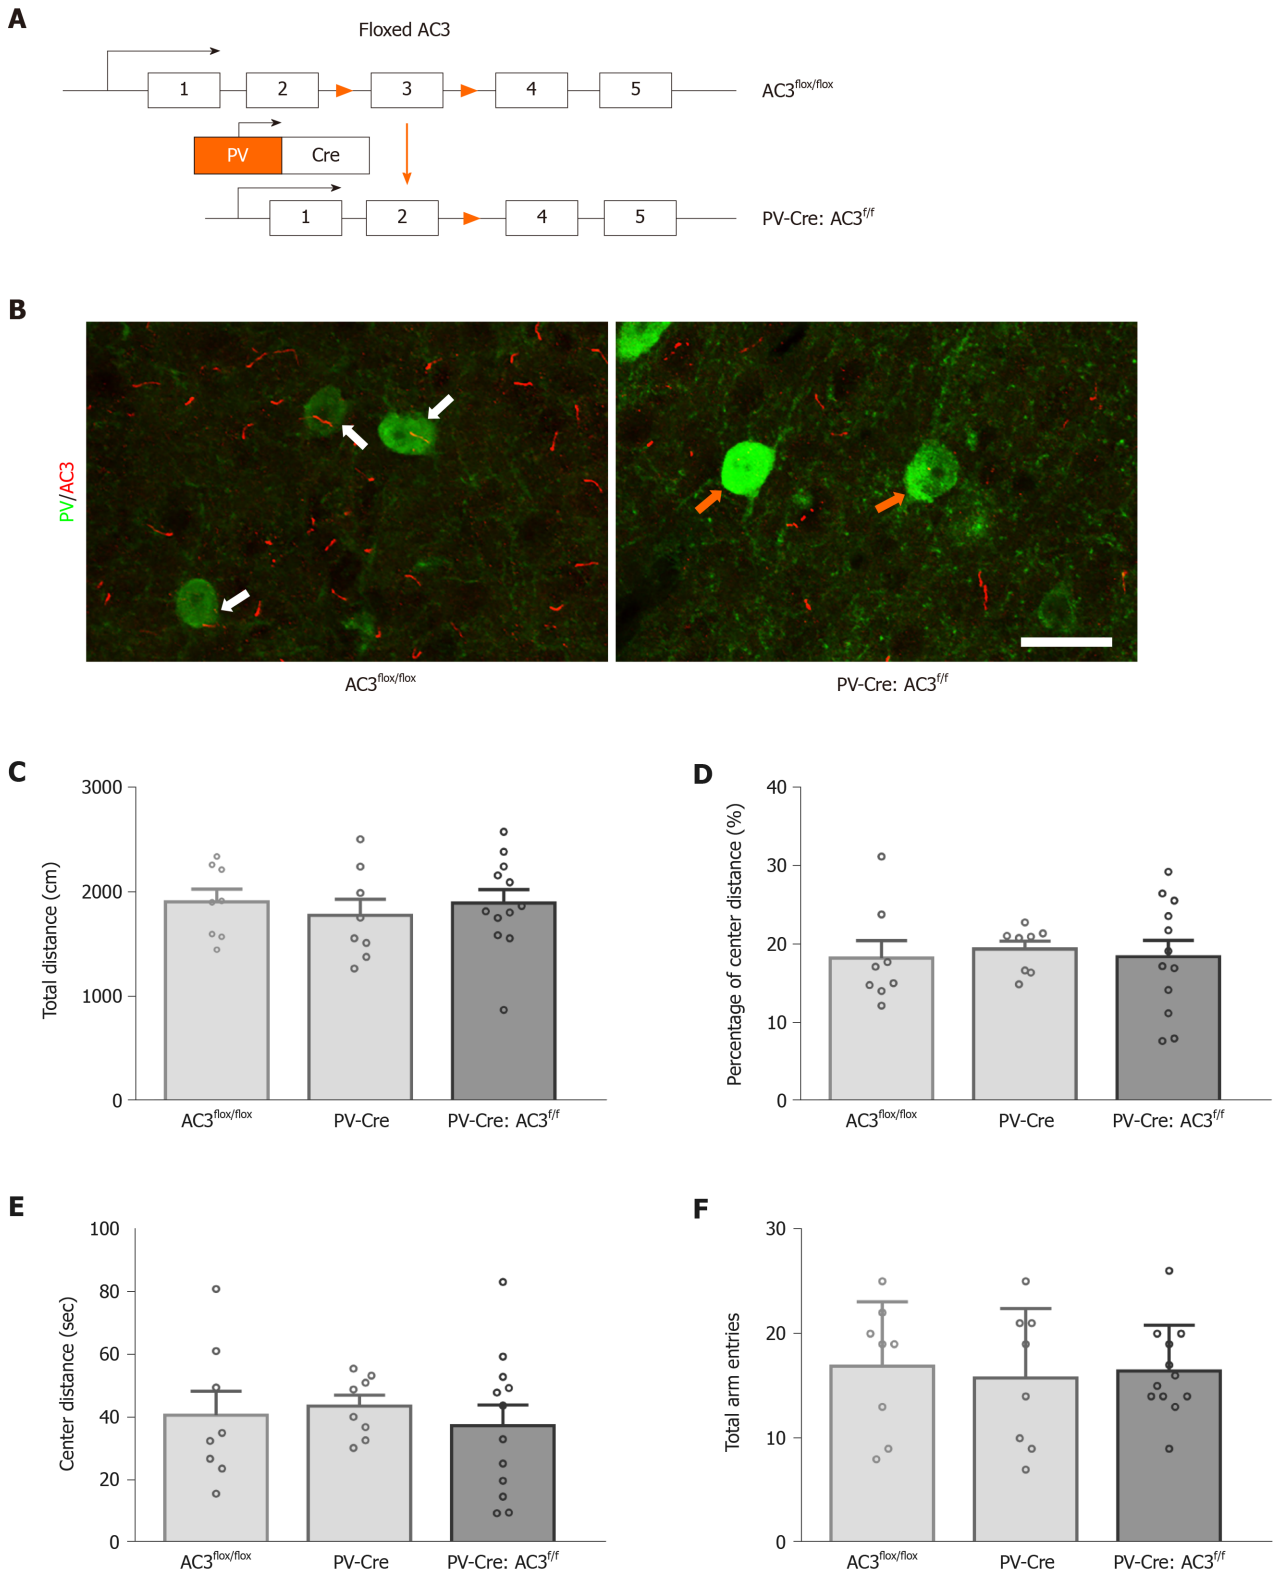 A
Floxed AC3
1 2 3 4 5
AC3flox/flox
PV Cre
1 2 4 5
PV-Cre: AC3f/f
B
PV/AC3
AC3flox/flox
PV-Cre: AC3f/f
C
Total distance (cm)
3000
2000
1000
0
AC3flox/flox
PV-Cre
PV-Cre: AC3f/f
D
Percentage of center distance (%)
40
30
20
10
0
AC3flox/flox
PV-Cre
PV-Cre: AC3f/f
E
Center distance (sec)
100
80
60
40
20
0
AC3flox/flox
PV-Cre
PV-Cre: AC3f/f
F
Total arm entries
30
20
10
0
AC3flox/flox
PV-Cre
PV-Cre: AC3f/f